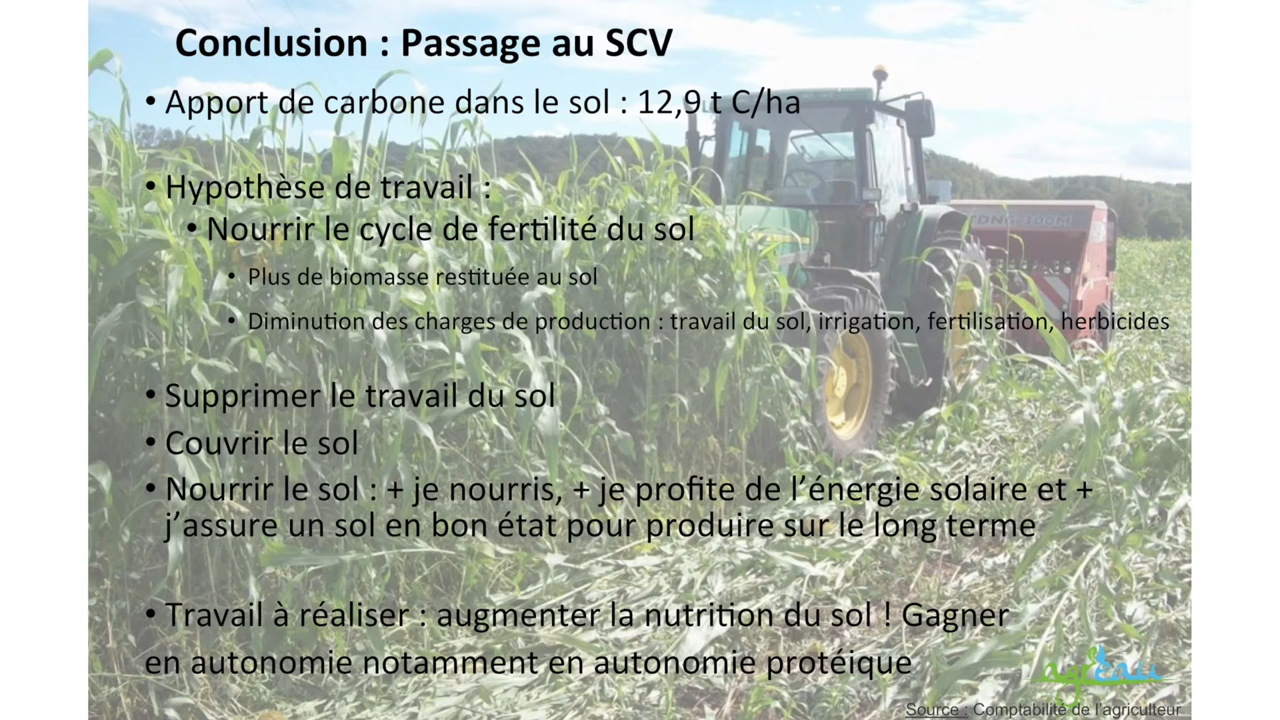 Conclusion : Passage au SCV
• Apport de carbone dans le sol : 12,9 t C/ha
• Hypothèse de travail :
• Nourrir le cycle de fertilité du sol
• Plus de biomasse restituée au sol
• Diminution des charges de production : travail du sol, irrigation, fertilisation, herbicides
• Supprimer le travail du sol
• Couvrir le sol
• Nourrir le sol : + je nourris, + je profite de l’énergie solaire et +
j’assure un sol en bon état pour produire sur le long terme
• Travail à réaliser : augmenter la nutrition du sol ! Gagner
en autonomie notamment en autonomie protéique
agr'eau
Source : Comptabilité de l'agriculteur